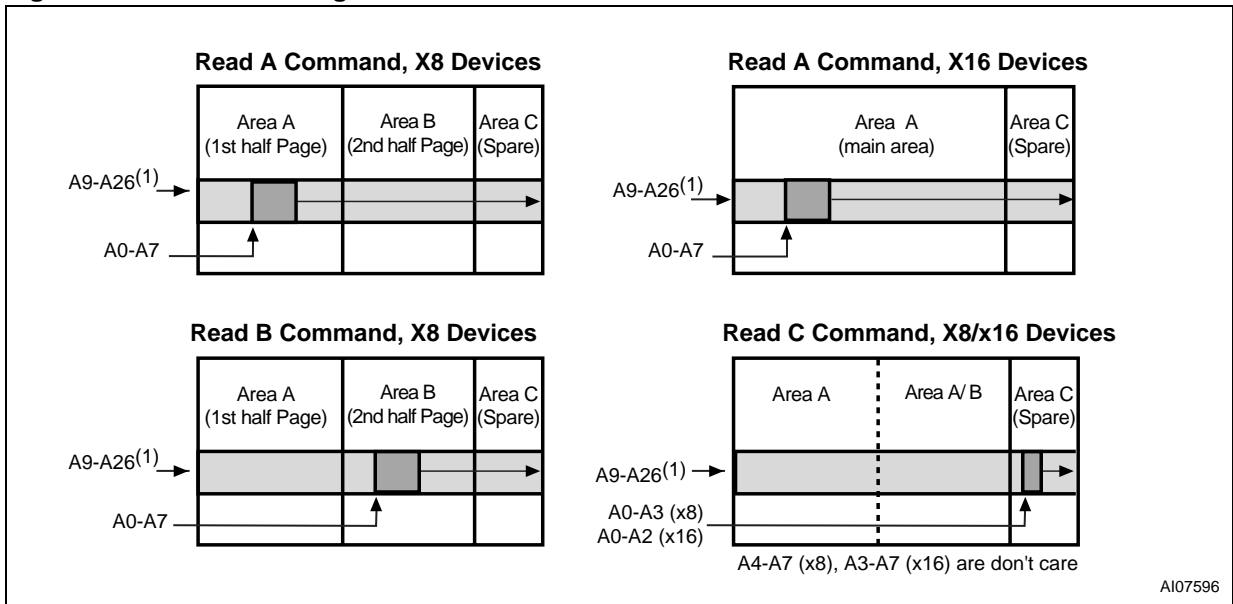 Read A Command, X8 Devices
Area A
(1st half Page)
Area B
(2nd half Page)
Area C
(Spare)
A9-A26(1)
A0-A7
Read A Command, X16 Devices
Area A
(main area)
Area C
(Spare)
A9-A26(1)
A0-A7
Read B Command, X8 Devices
Area A
(1st half Page)
Area B
(2nd half Page)
Area C
(Spare)
A9-A26(1)
A0-A7
Read C Command, X8/x16 Devices
Area A
Area A/ B
Area C
(Spare)
A9-A26(1)
A0-A3 (x8)
A0-A2 (x16)
A4-A7 (x8), A3-A7 (x16) are don't care
AI07596